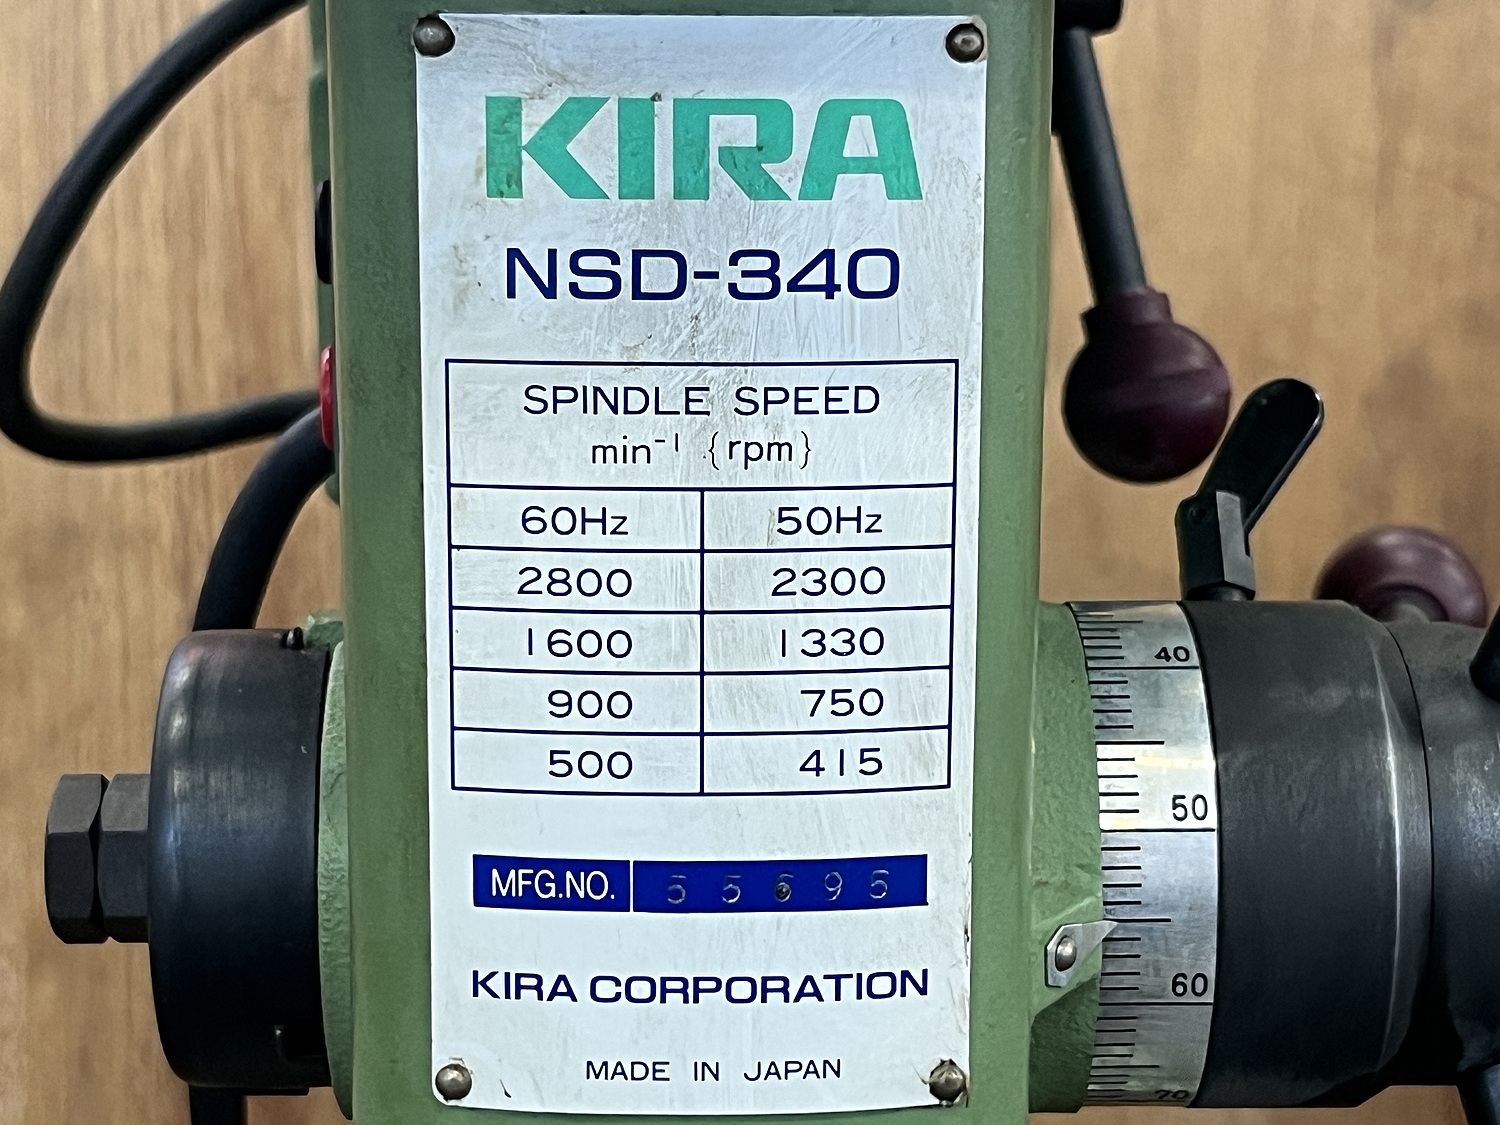 KIRA
NSD-340
SPINDLE SPEED
min⁻¹ {rpm}
60Hz 50Hz
2800 2300
1600 1330
900 750
500 415
MFG.NO. 55695
KIRA CORPORATION
MADE IN JAPAN
40
50
60
70